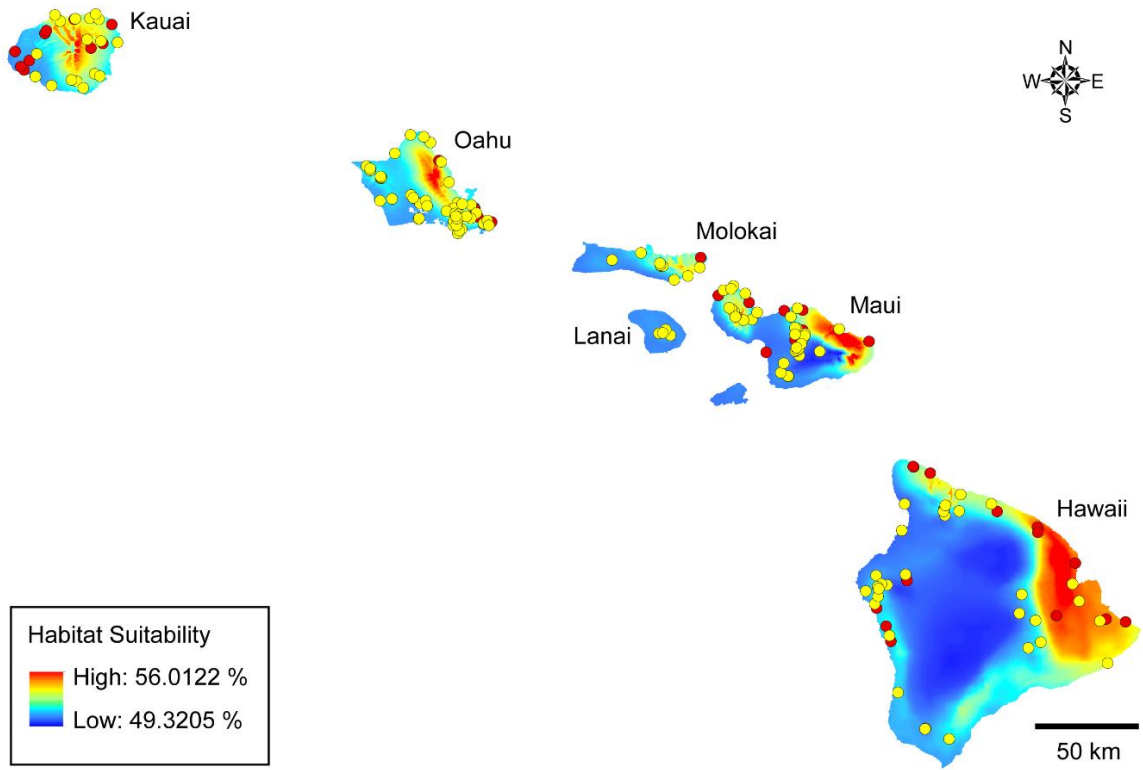 Kauai
N
W E
S
Oahu
Molokai
Maui
Lanai
Hawaii
Habitat Suitability
High: 56.0122 %
Low: 49.3205 %
50 km